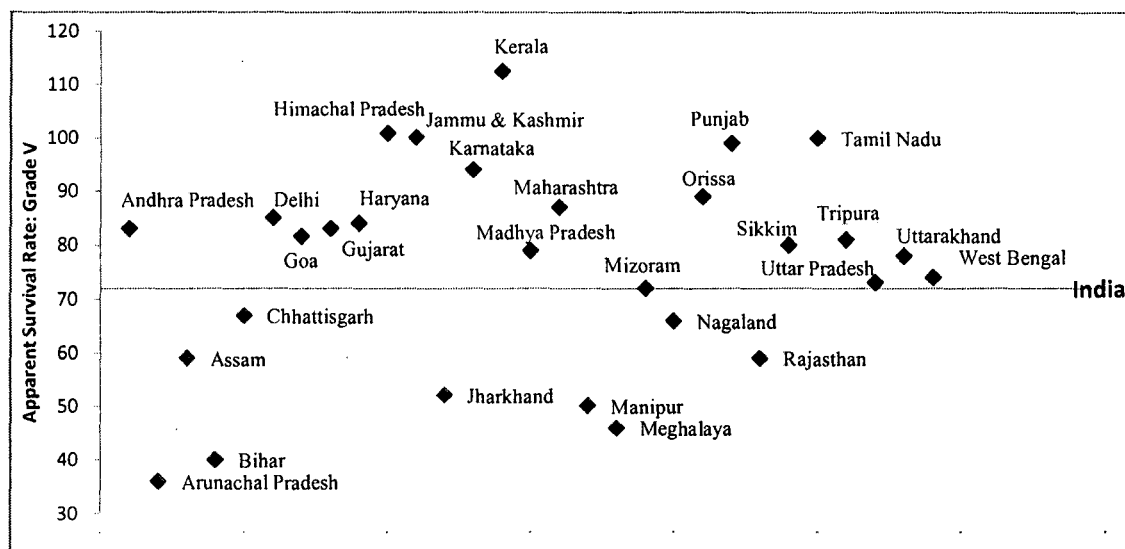 Apparent Survival Rate: Grade V
120
110
100
90
80
70
60
50
40
30
Kerala
Himachal Pradesh
Jammu & Kashmir
Karnataka
Punjab
Tamil Nadu
Orissa
Maharashtra
Andhra Pradesh
Delhi
Haryana
Goa
Gujarat
Madhya Pradesh
Sikkim
Tripura
Uttarakhand
Uttar Pradesh
West Bengal
Mizoram
India
Chhattisgarh
Nagaland
Assam
Rajasthan
Jharkhand
Manipur
Meghalaya
Bihar
Arunachal Pradesh